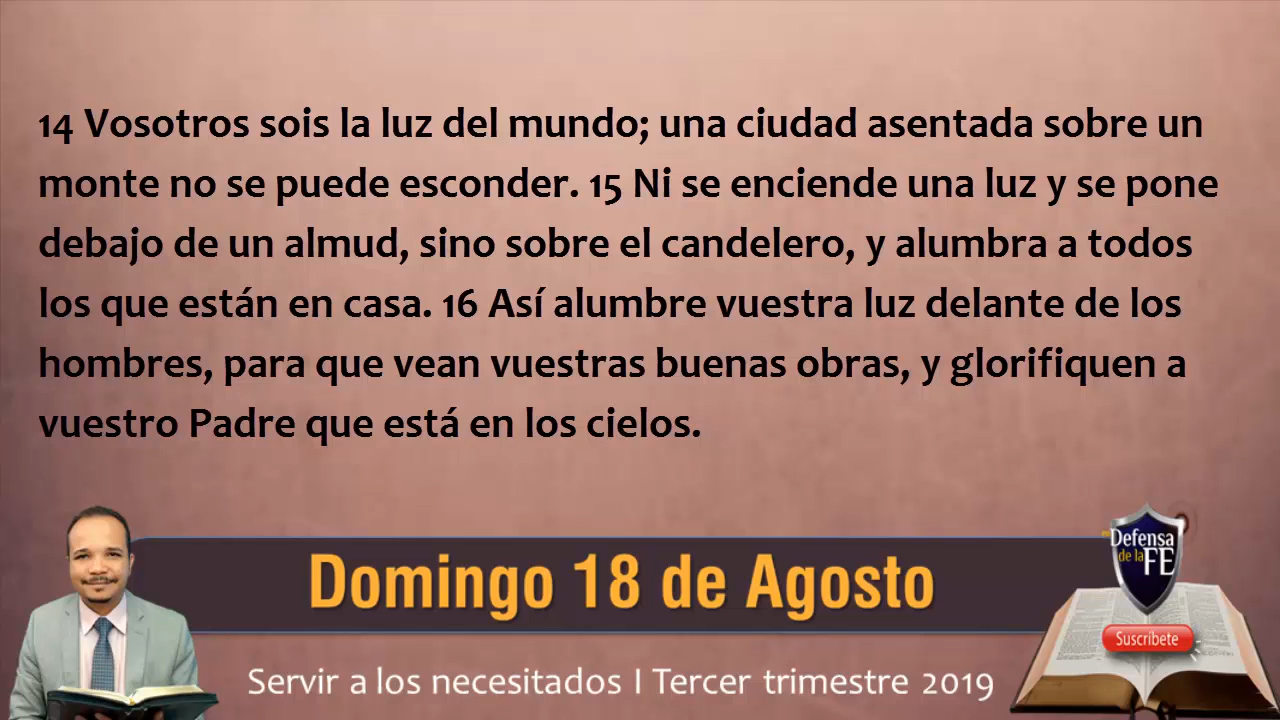 14 Vosotros sois la luz del mundo; una ciudad asentada sobre un
monte no se puede esconder. 15 Ni se enciende una luz y se pone
debajo de un almud, sino sobre el candelero, y alumbra a todos
los que están en casa. 16 Así alumbre vuestra luz delante de los
hombres, para que vean vuestras buenas obras, y glorifiquen a
vuestro Padre que está en los cielos.
Defensa
de la FE
Domingo 18 de Agosto
Suscríbete
Servir a los necesitados I Tercer trimestre 2019